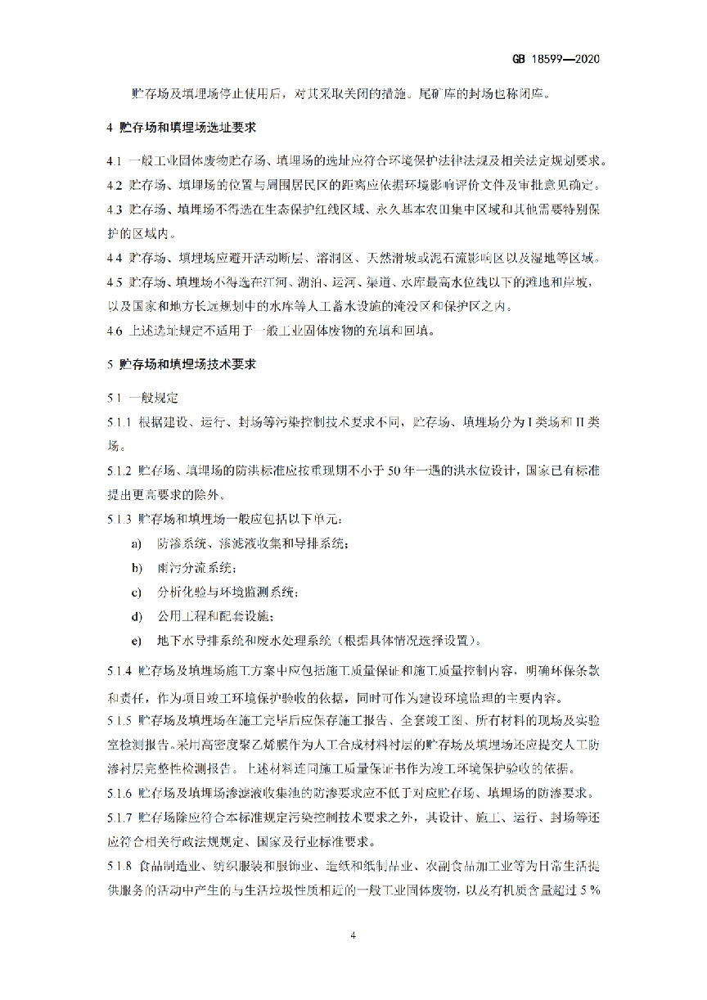 GB 18599—2020
贮存场及填埋场停止使用后，对其采取关闭的措施。尾矿库的封场也称闭库。
4 贮存场和填埋场选址要求
4.1 一般工业固体废物贮存场、填埋场的选址应符合环境保护法律法规及相关法定规划要求。
4.2 贮存场、填埋场的位置与周围居民区的距离应依据环境影响评价文件及审批意见确定。
4.3 贮存场、填埋场不得选在生态保护红线区域、永久基本农田集中区域和其他需要特别保
护的区域内。
4.4 贮存场、填埋场应避开活动断层、溶洞区、天然滑坡或泥石流影响区以及湿地等区域。
4.5 贮存场、填埋场不得选在江河、湖泊、运河、渠道、水库最高水位线以下的滩地和岸坡，
以及国家和地方长远规划中的水库等人工蓄水设施的淹没区和保护区之内。
4.6 上述选址规定不适用于一般工业固体废物的充填和回填。
5 贮存场和填埋场技术要求
5.1 一般规定
5.1.1 根据建设、运行、封场等污染控制技术要求不同，贮存场、填埋场分为 I 类场和 II 类
场。
5.1.2 贮存场、填埋场的防洪标准应按重现期不小于 50 年一遇的洪水位设计，国家已有标准
提出更高要求的除外。
5.1.3 贮存场和填埋场一般应包括以下单元：
a) 防渗系统、渗滤液收集和导排系统；
b) 雨污分流系统；
c) 分析化验与环境监测系统；
d) 公用工程和配套设施；
e) 地下水导排系统和废水处理系统（根据具体情况选择设置）。
5.1.4 贮存场及填埋场施工方案中应包括施工质量保证和施工质量控制内容，明确环保条款
和责任，作为项目竣工环境保护验收的依据，同时可作为建设环境监理的主要内容。
5.1.5 贮存场及填埋场在施工完毕后应保存施工报告、全套竣工图、所有材料的现场及实验
室检测报告。采用高密度聚乙烯膜作为人工合成材料衬层的贮存场及填埋场还应提交人工防
渗衬层完整性检测报告。上述材料连同施工质量保证书作为竣工环境保护验收的依据。
5.1.6 贮存场及填埋场渗滤液收集池的防渗要求应不低于对应贮存场、填埋场的防渗要求。
5.1.7 贮存场除应符合本标准规定污染控制技术要求之外，其设计、施工、运行、封场等还
应符合相关行政法规规定、国家及行业标准要求。
5.1.8 食品制造业、纺织服装和服饰业、造纸和纸制品业、农副食品加工业等为日常生活提
供服务的活动中产生的与生活垃圾性质相近的一般工业固体废物，以及有机质含量超过 5 %
4